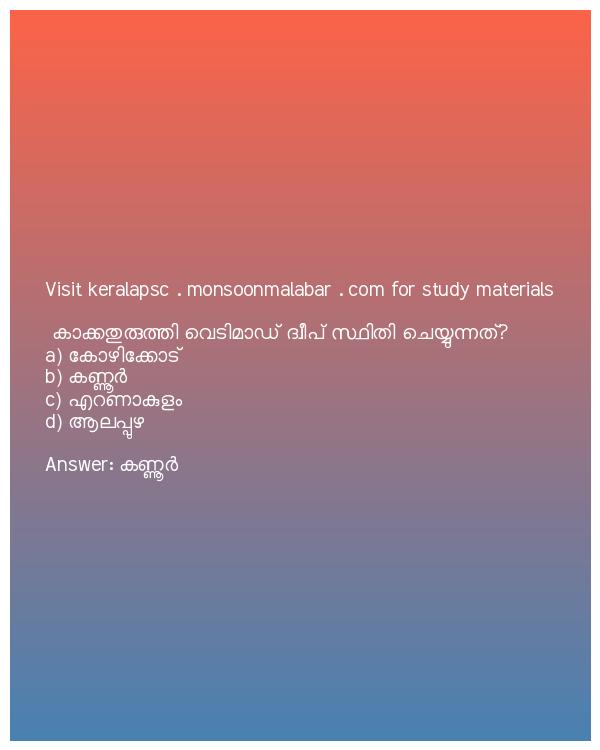 Visit keralapsc . monsoonmalabar . com for study materials
കാക്കതുരുത്തി വെടിമാഡ് ദ്വീപ് സ്ഥിതി ചെയ്യുന്നത്?
a) കോഴിക്കോട്
b) കണ്ണൂർ
c) എറണാകുളം
d) ആലപ്പുഴ
Answer: കണ്ണൂർ